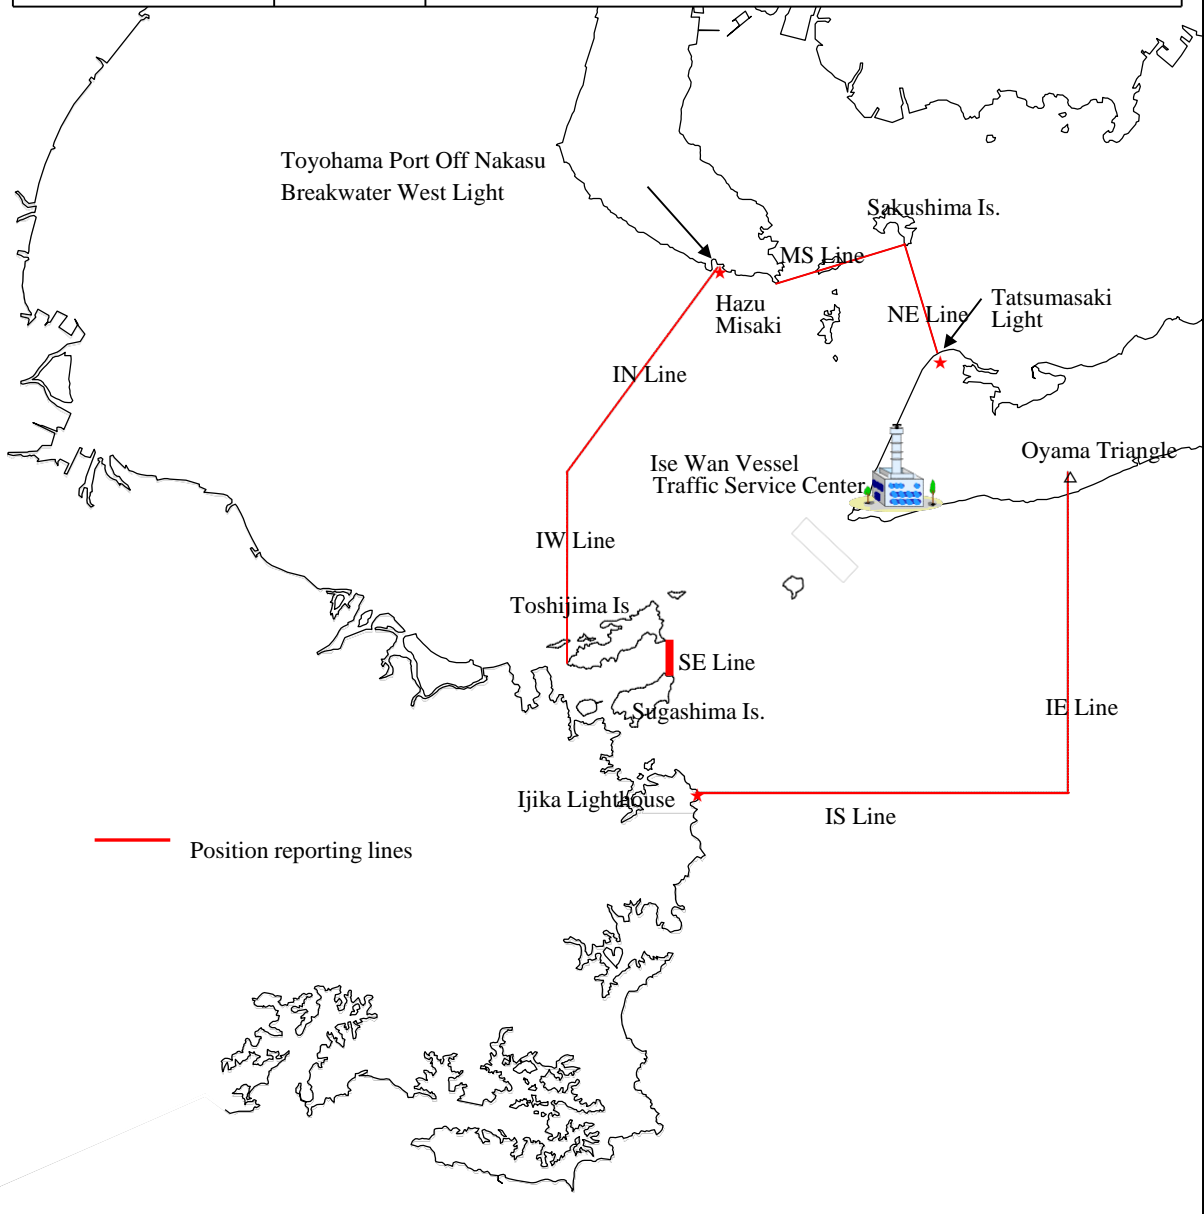 Toyohama Port Off Nakasu
Breakwater West Light
Sakushima Is.
MS Line
Hazu
Misaki
Tatsumasaki
Light
NE Line
IN Line
Oyama Triangle
Ise Wan Vessel
Traffic Service Center
IW Line
Toshijima Is
SE Line
Sugashima Is.
IE Line
Ijika Lighthouse
IS Line
Position reporting lines